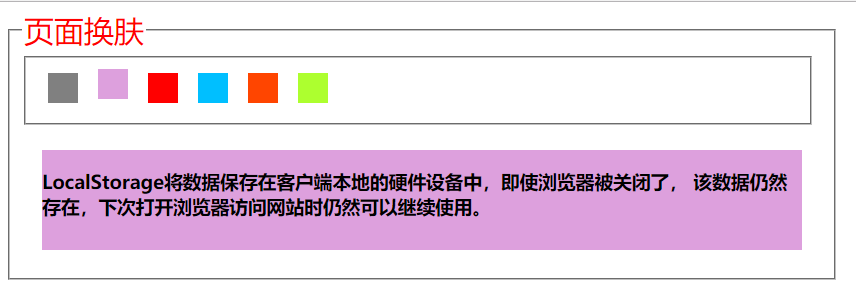 页面换肤
LocalStorage将数据保存在客户端本地的硬件设备中，即使浏览器被关闭了， 该数据仍然
存在，下次打开浏览器访问网站时仍然可以继续使用。